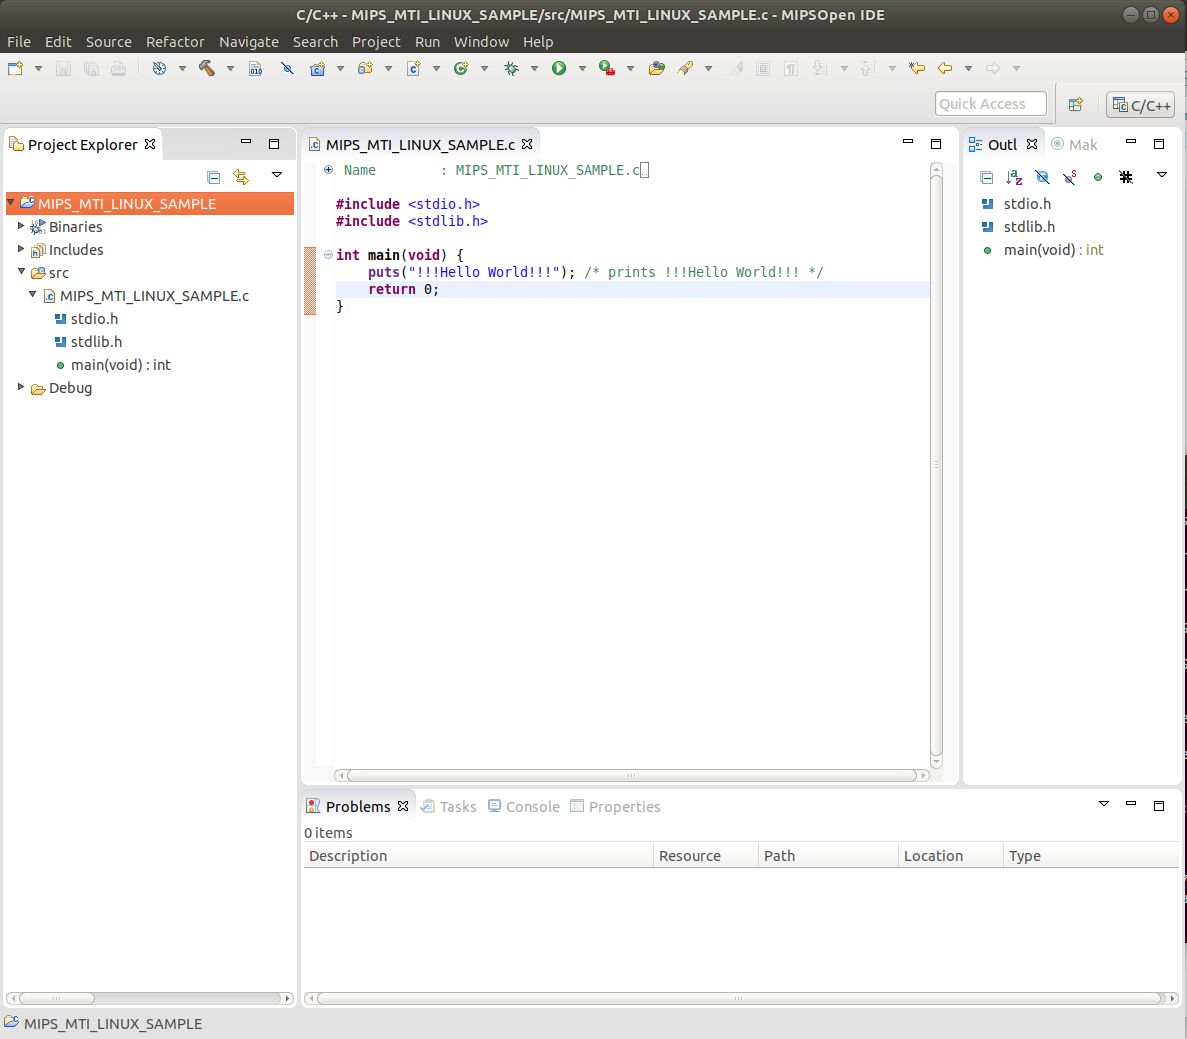 C/C++ - MIPS_MTI_LINUX_SAMPLE/src/MIPS_MTI_LINUX_SAMPLE.c - MIPSOpen IDE
File Edit Source Refactor Navigate Search Project Run Window Help
010
Quick Access C/C++
Project Explorer
MIPS_MTI_LINUX_SAMPLE
Binaries
Includes
src
MIPS_MTI_LINUX_SAMPLE.c
stdio.h
stdlib.h
main(void) : int
Debug
MIPS_MTI_LINUX_SAMPLE.c
Name : MIPS_MTI_LINUX_SAMPLE.c
#include <stdio.h>
#include <stdlib.h>
int main(void) {
puts("!!!Hello World!!!"); /* prints !!!Hello World!!! */
return 0;
}
Outl Mak
stdio.h
stdlib.h
main(void) : int
Problems Tasks Console Properties
0 items
Description Resource Path Location Type
MIPS_MTI_LINUX_SAMPLE